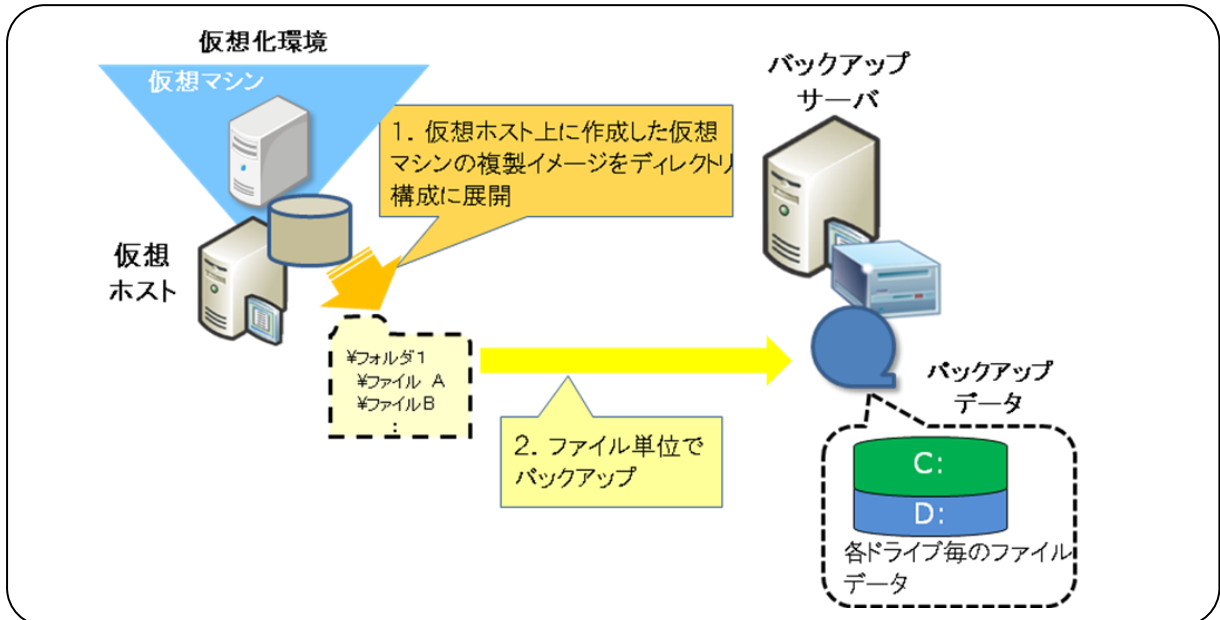 仮想化環境
仮想マシン
1. 仮想ホスト上に作成した仮想
マシンの複製イメージをディレクトリ
構成に展開
仮想
ホスト
バックアップ
サーバ
¥フォルダ1
¥ファイル A
¥ファイルB
:
2. ファイル単位で
バックアップ
バックアップ
データ
C:
D:
各ドライブ毎のファイル
データ